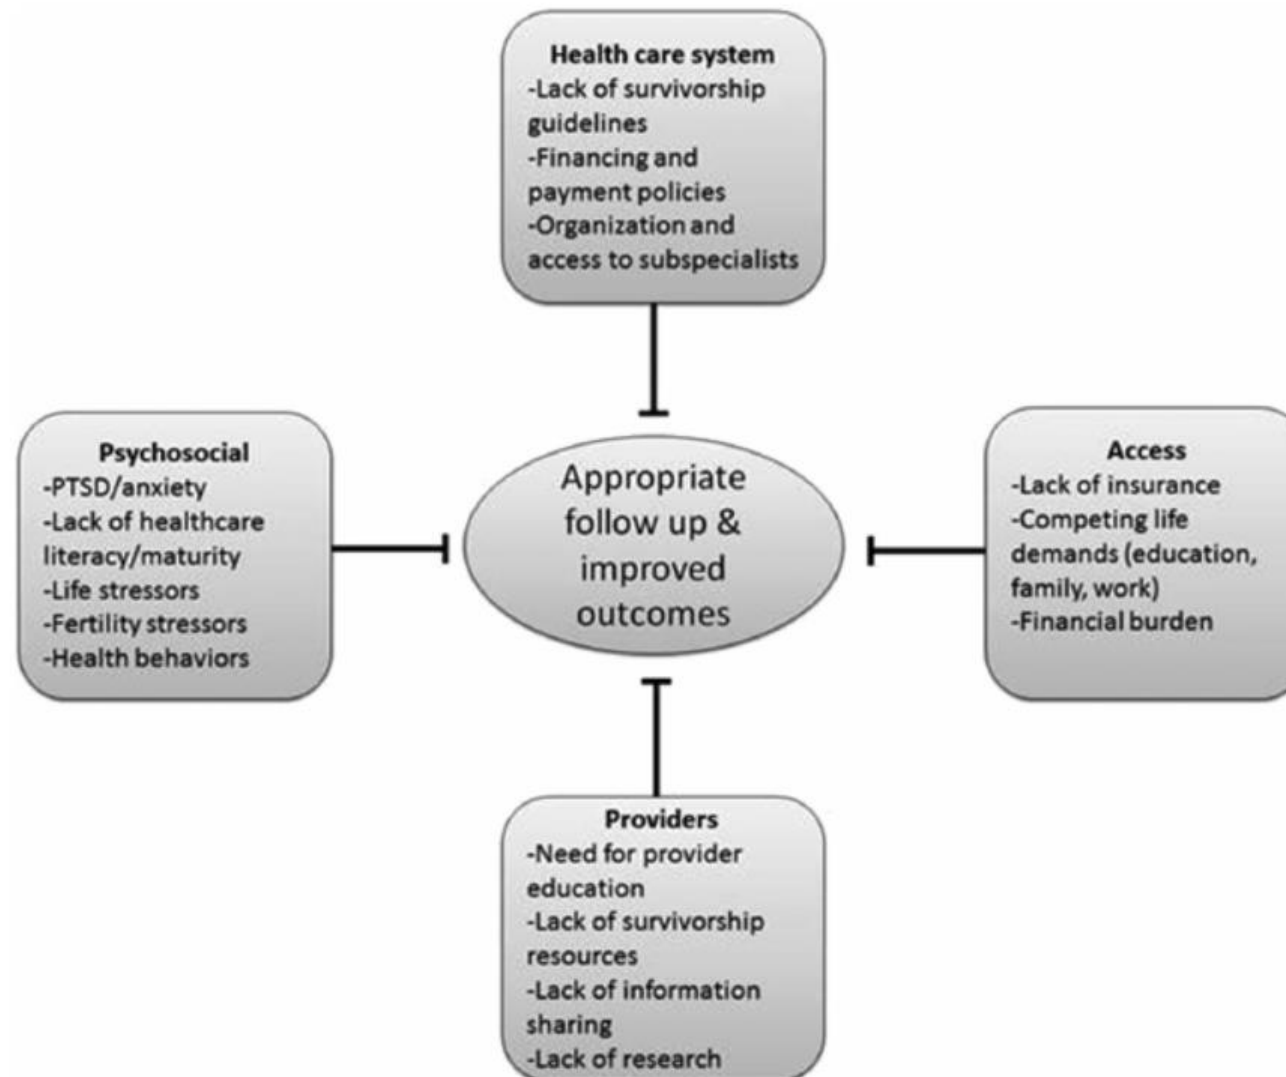 Health care system
-Lack of survivorship
guidelines
-Financing and
payment policies
-Organization and
access to subspecialists
Psychosocial
-PTSD/anxiety
-Lack of healthcare
literacy/maturity
-Life stressors
-Fertility stressors
-Health behaviors
Appropriate
follow up &
improved
outcomes
Access
-Lack of insurance
-Competing life
demands (education,
family, work)
-Financial burden
Providers
-Need for provider
education
-Lack of survivorship
resources
-Lack of information
sharing
-Lack of research